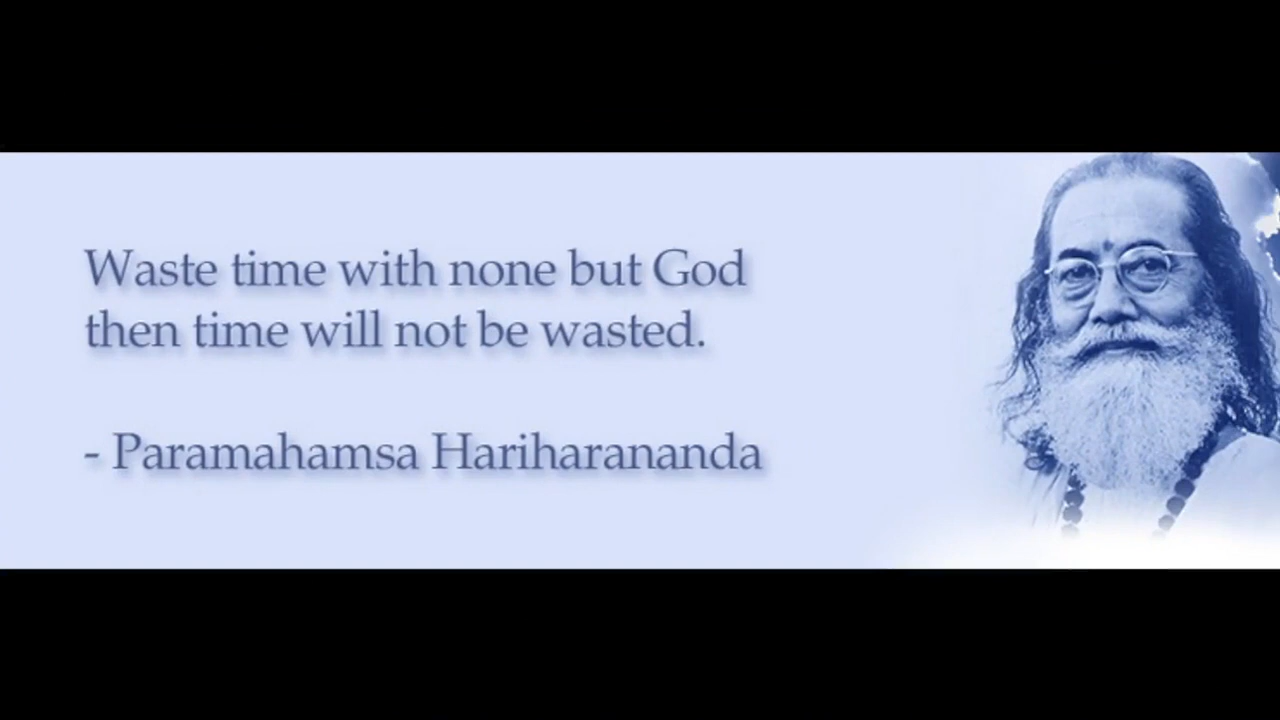 Waste time with none but God
then time will not be wasted.
- Paramahamsa Hariharananda